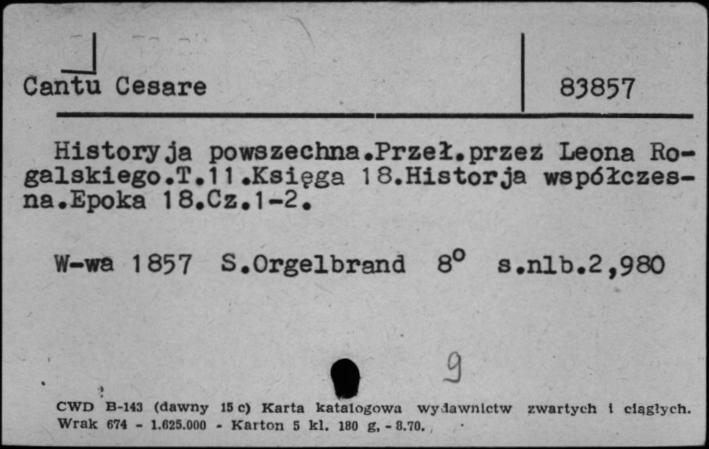 Cantu Cesare 83857
Historyja powszechna.Przeł.przez Leona Ro-
galskiego.T.11.Księga 18.Historja współczes-
na.Epoka 18.Cz.1-2.
W-wa 1857 S.Orgelbrand 8° s.nlb.2,980
9
CWD B-143 (dawny 15 c) Karta katalogowa wydawnictw zwartych i ciągłych.
Wrak 674 - 1.625.000 - Karton 5 kl. 180 g, - 8.70.